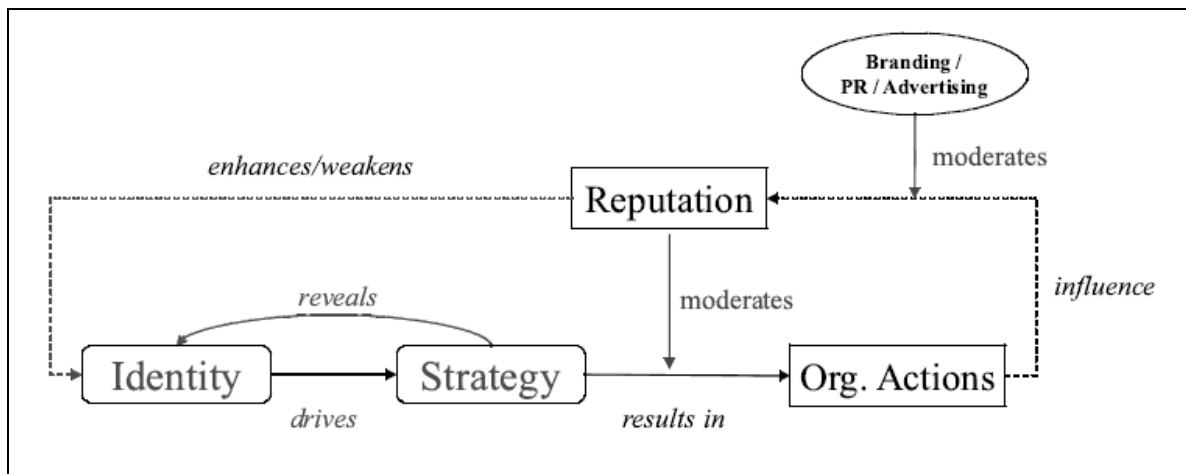 Branding /
PR / Advertising
moderates
enhances/weakens
Reputation
influence
reveals
moderates
Identity
Strategy
Org. Actions
drives
results in